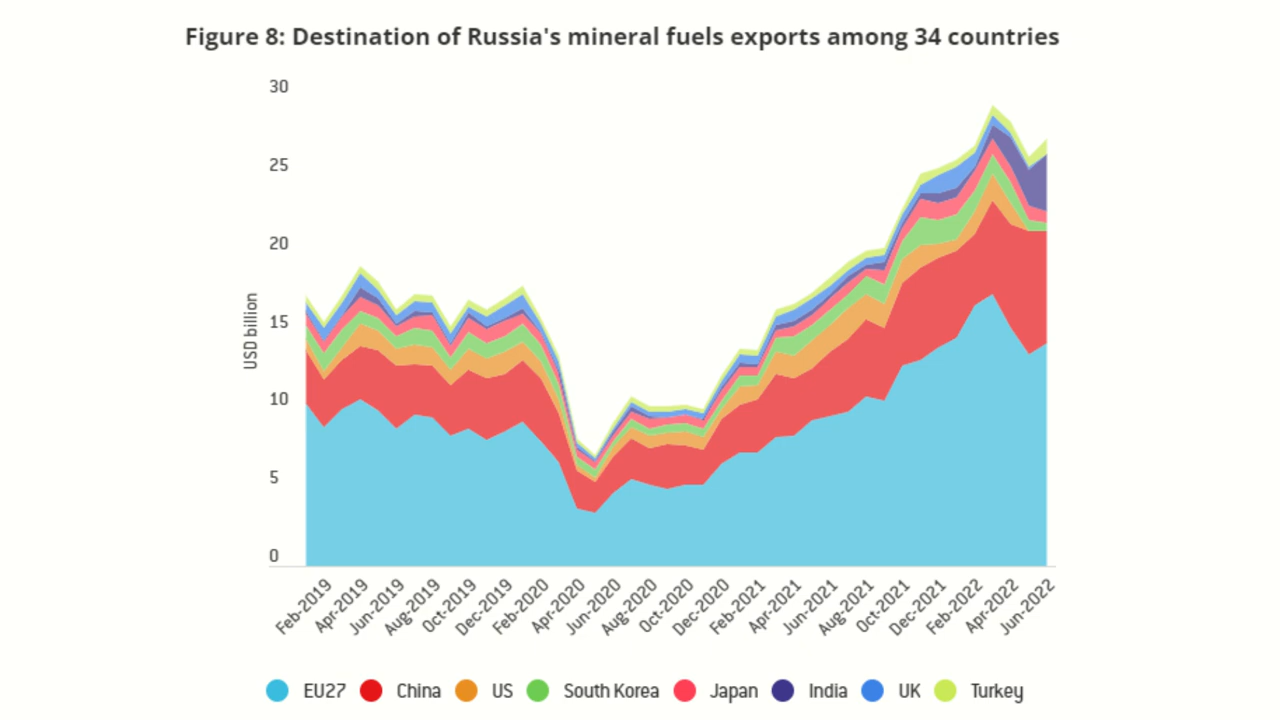 Figure 8: Destination of Russia's mineral fuels exports among 34 countries
30
25
20
15
10
5
0
USD billion
Feb-2019
Apr-2019
Jun-2019
Aug-2019
Oct-2019
Dec-2019
Feb-2020
Apr-2020
Jun-2020
Aug-2020
Oct-2020
Dec-2020
Feb-2021
Apr-2021
Jun-2021
Aug-2021
Oct-2021
Dec-2021
Feb-2022
Apr-2022
Jun-2022
EU27 China US South Korea Japan India UK Turkey